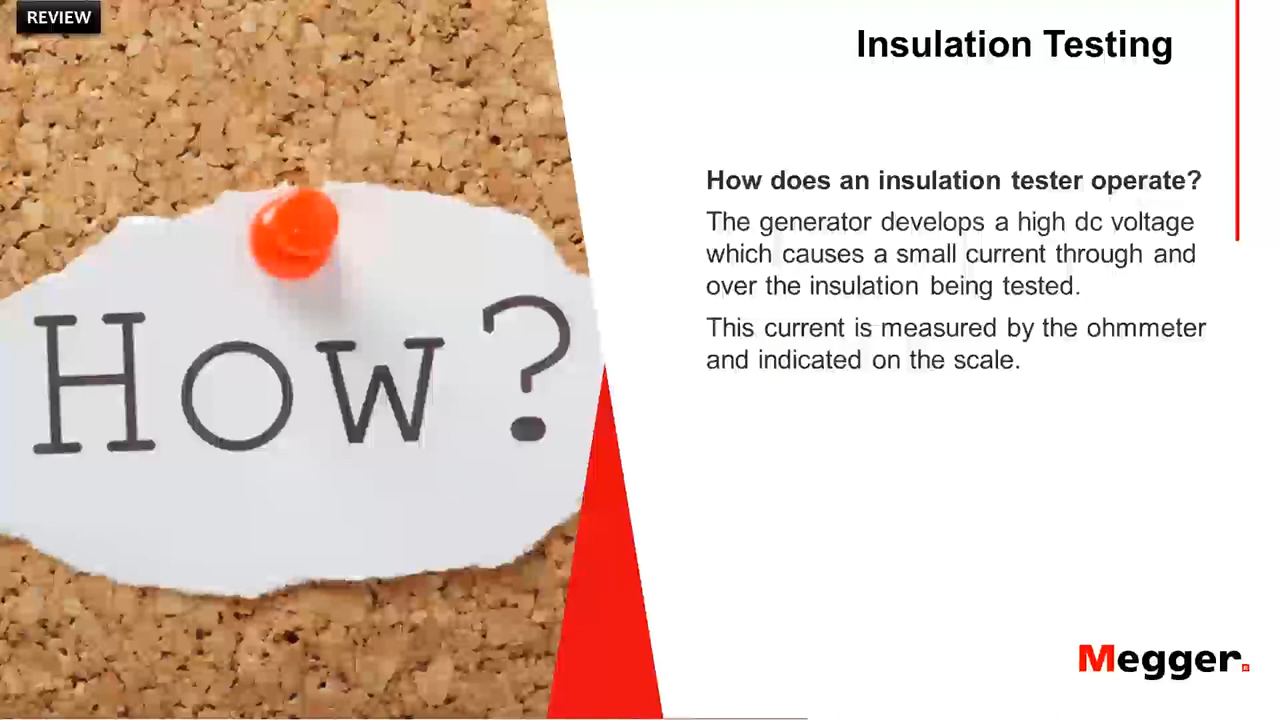 REVIEW
Insulation Testing
How?
How does an insulation tester operate?
The generator develops a high dc voltage
which causes a small current through and
over the insulation being tested.
This current is measured by the ohmmeter
and indicated on the scale.
Megger